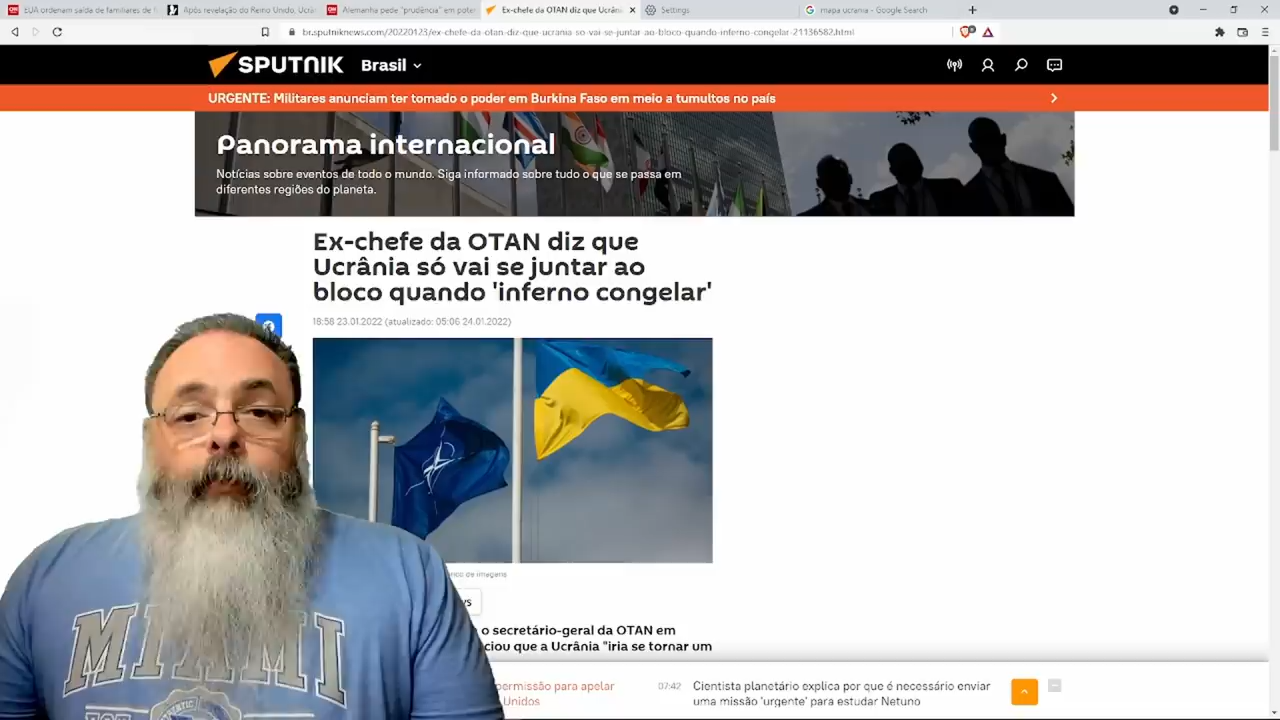 EUA ordenam saída de familiares de
Após revelação do Reino Unido, Ucrâ
Alemanha pede "prudência" em
Ex-chefe da OTAN diz que Ucrâni
Settings
mapa ucrania - Google Search
br.sputniknews.com/20220123/ex-chefe-da-otan-diz-que-ucrania-so-vai-se-juntar-ao-bloco-quando-inferno-congelar-21136582.html
SPUTNIK Brasil
URGENTE: Militares anunciam ter tomado o poder em Burkina Faso em meio a tumultos no país
Panorama internacional
Notícias sobre eventos de todo o mundo. Siga informado sobre tudo o que se passa em
diferentes regiões do planeta.
Ex-chefe da OTAN diz que
Ucrânia só vai se juntar ao
bloco quando 'inferno congelar'
18:58 23.01.2022 (atualizado: 05:06 24.01.2022)
de imagens
ws
o secretário-geral da OTAN em
ciou que a Ucrânia "iria se tornar um
MIAMI
permissão para apelar
Unidos
07:42
Cientista planetário explica por que é necessário enviar
uma missão 'urgente' para estudar Netuno